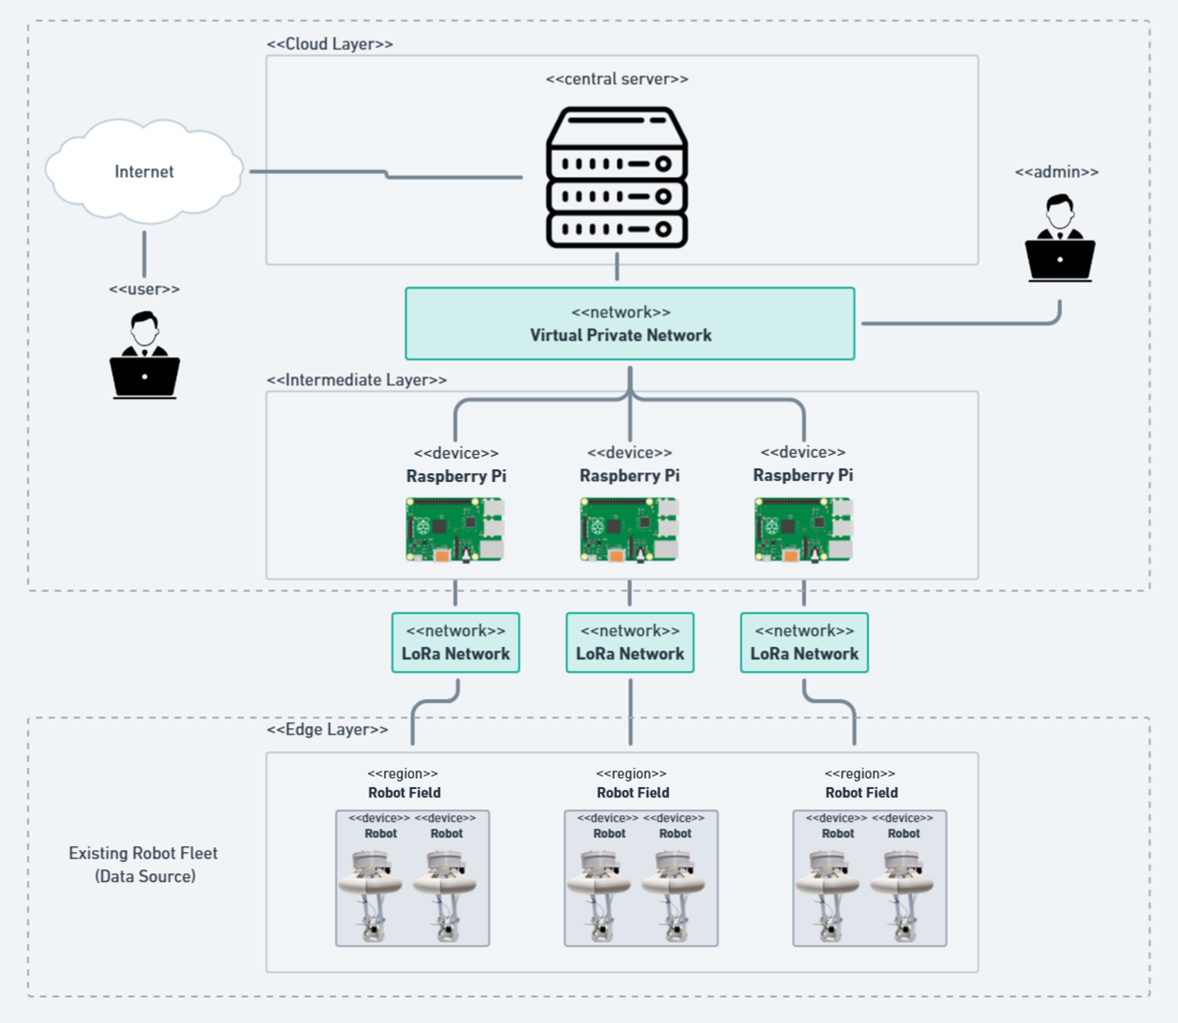 <<Cloud Layer>>
<<central server>>
Internet
<<admin>>
<<user>>
<<network>>
Virtual Private Network
<<Intermediate Layer>>
<<device>>
Raspberry Pi
<<device>>
Raspberry Pi
<<device>>
Raspberry Pi
<<network>>
LoRa Network
<<network>>
LoRa Network
<<network>>
LoRa Network
<<Edge Layer>>
<<region>>
Robot Field
<<device>> <<device>>
Robot Robot
<<region>>
Robot Field
<<device>> <<device>>
Robot Robot
<<region>>
Robot Field
<<device>> <<device>>
Robot Robot
Existing Robot Fleet
(Data Source)